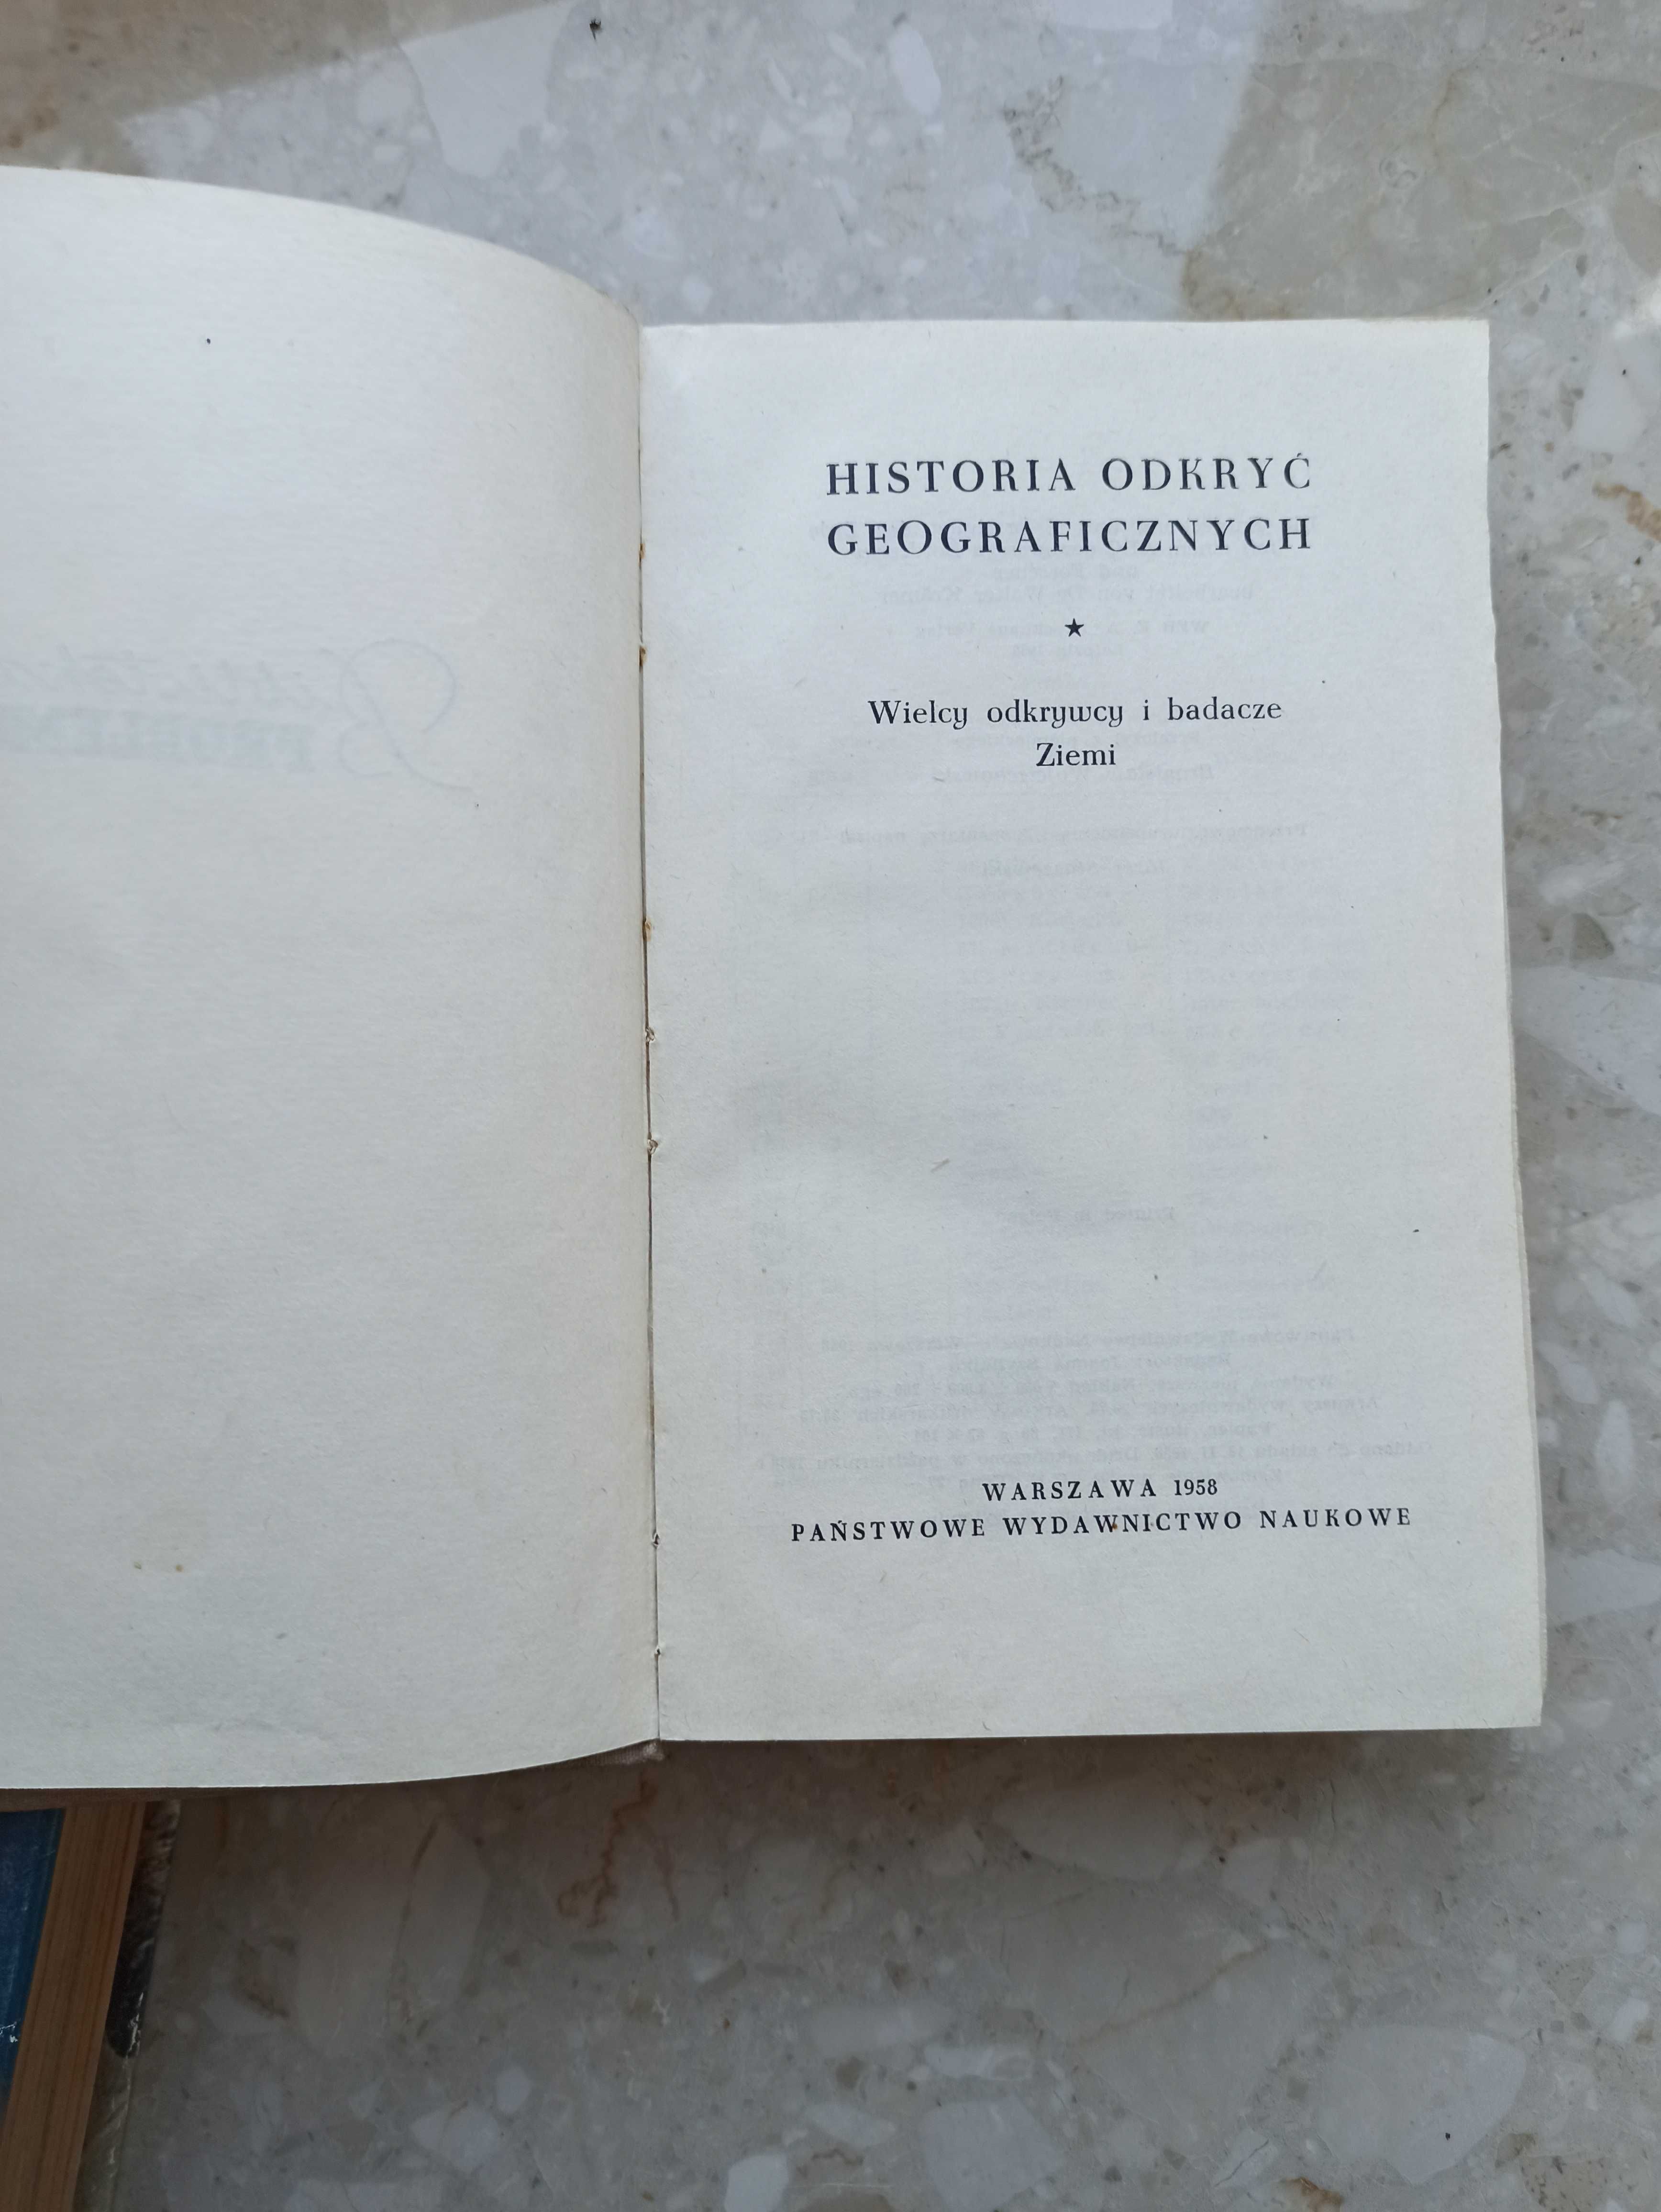 HISTORIA ODKRYĆ
GEOGRAFICZNYCH
★
Wielcy odkrywcy i badacze
Ziemi
WARSZAWA 1958
PAŃSTWOWE WYDAWNICTWO NAUKOWE